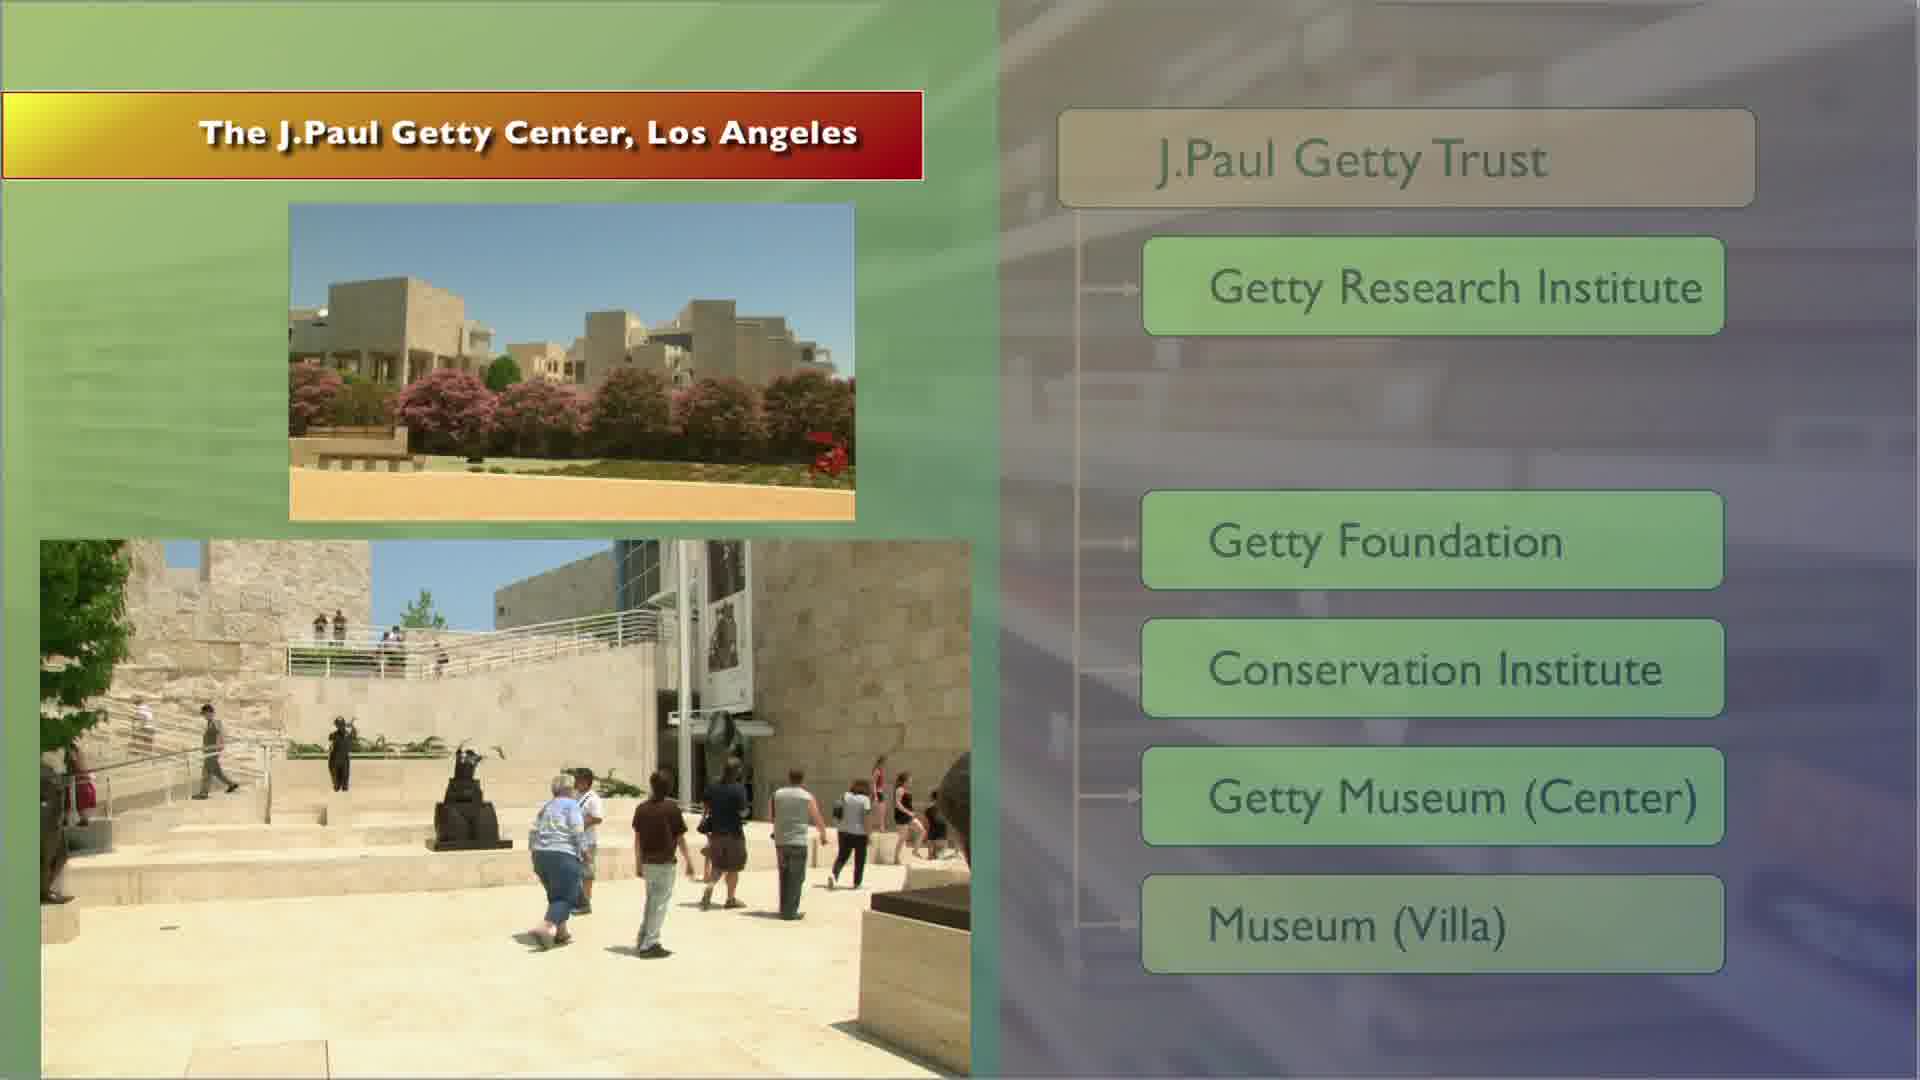 The J.Paul Getty Center, Los Angeles
J.Paul Getty Trust
Getty Research Institute
Getty Foundation
Conservation Institute
Getty Museum (Center)
Museum (Villa)